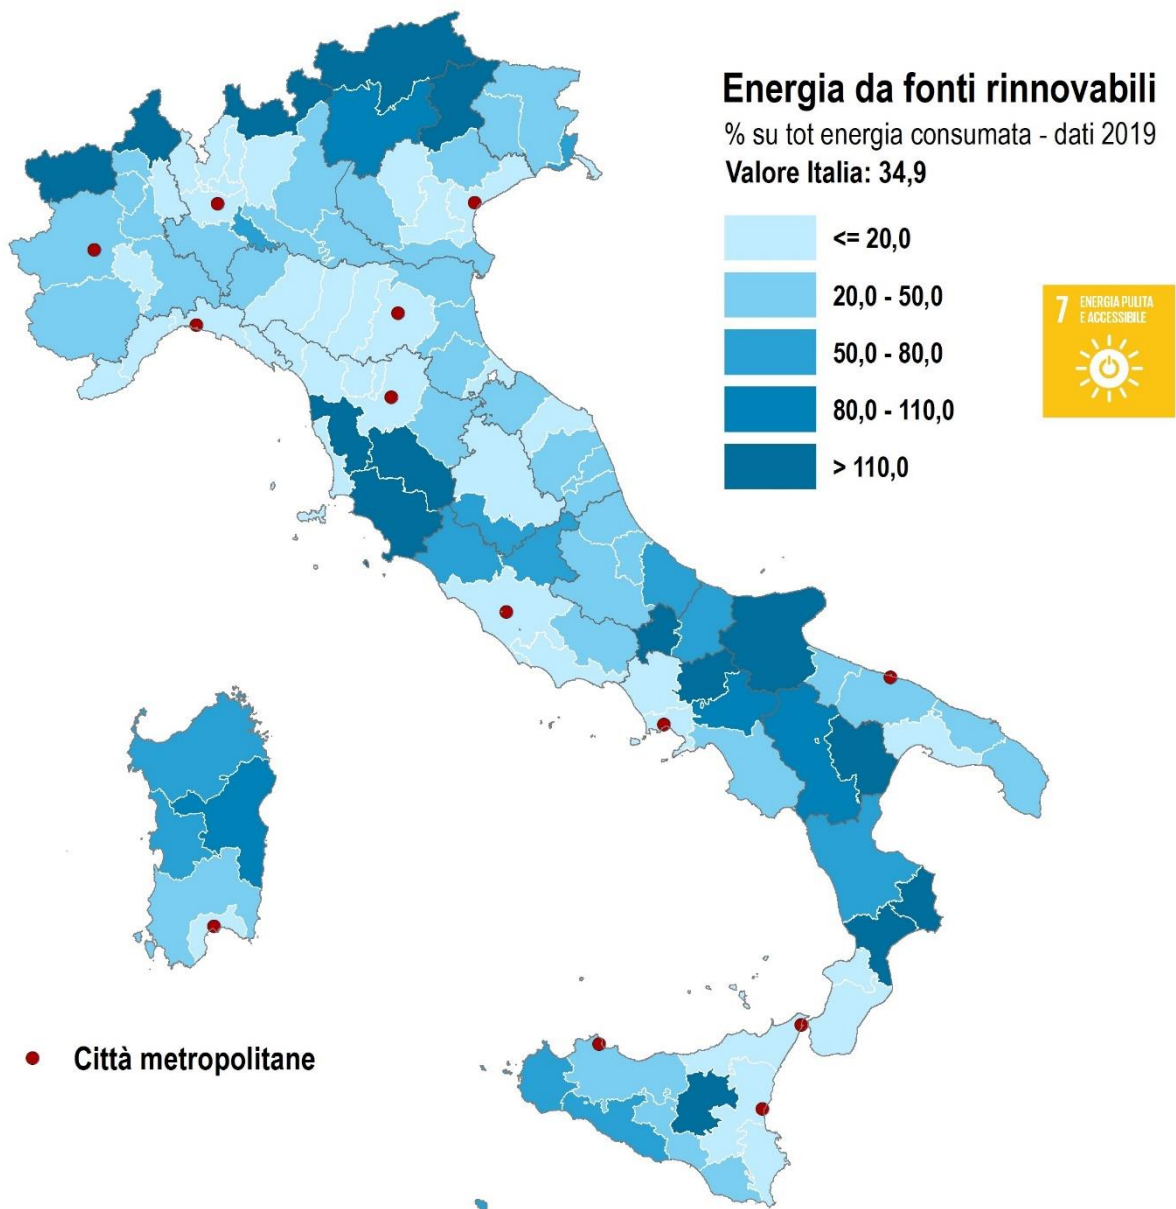 Energia da fonti rinnovabili
% su tot energia consumata - dati 2019
Valore Italia: 34,9
<= 20,0
20,0 - 50,0
50,0 - 80,0
80,0 - 110,0
> 110,0
7 ENERGIA PULITA
E ACCESSIBILE
Città metropolitane